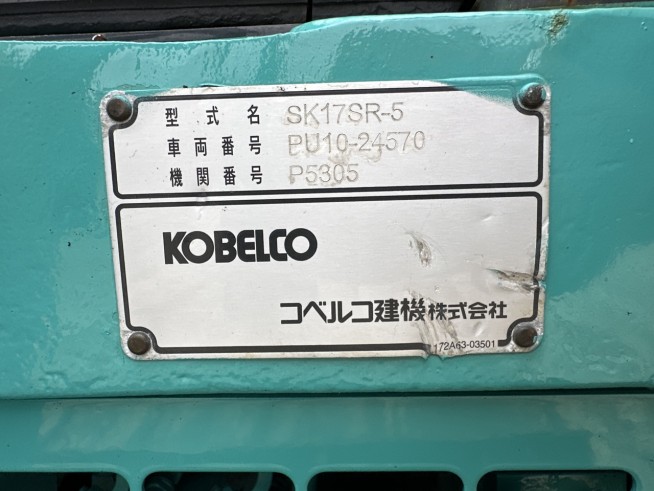 型式名 SK17SR-5
車両番号 PU10-24570
機関番号 P5305
KOBELCO
コベルコ建機株式会社
172A63-03501